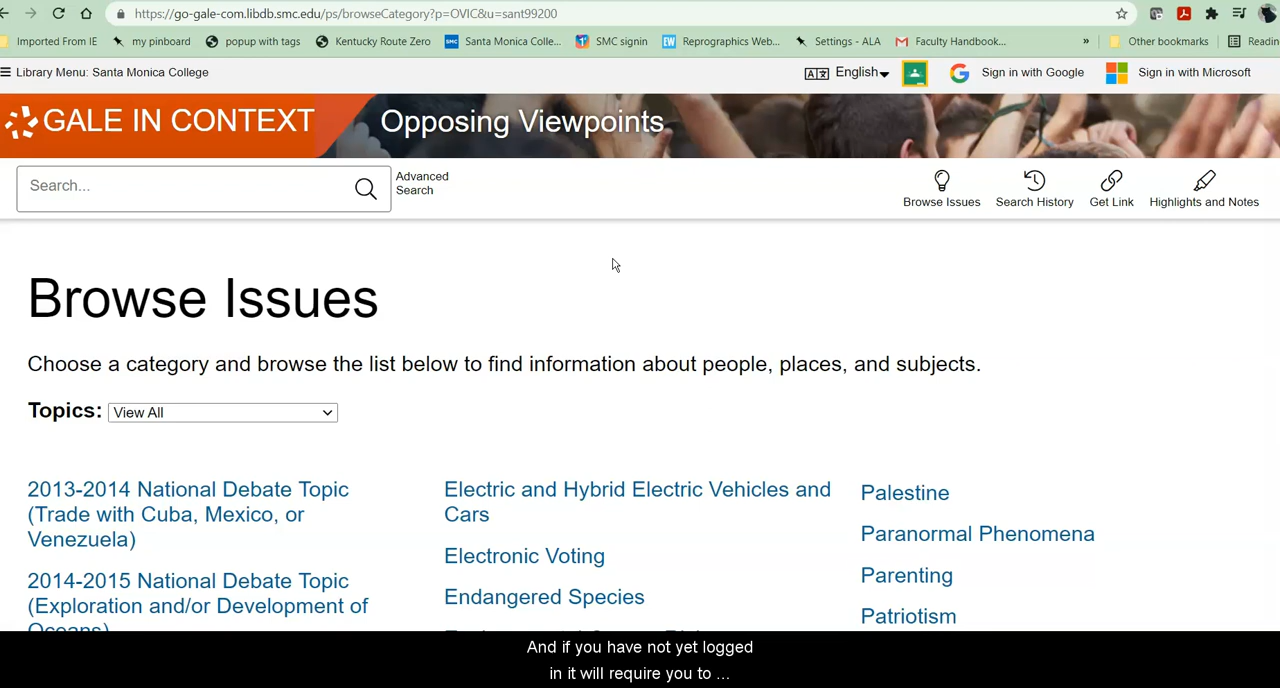 https://go-gale-com.libdb.smc.edu/ps/browseCategory?p=OVIC&u=sant99200
Imported From IE my pinboard popup with tags Kentucky Route Zero SMC Santa Monica Colle... SMC signin EW Reprographics Web... Settings - ALA Faculty Handbook... » Other bookmarks Readin
Library Menu: Santa Monica College English Sign in with Google Sign in with Microsoft
GALE IN CONTEXT Opposing Viewpoints
Search... Advanced
Search
Browse Issues Search History Get Link Highlights and Notes
Browse Issues
Choose a category and browse the list below to find information about people, places, and subjects.
Topics: View All
2013-2014 National Debate Topic
(Trade with Cuba, Mexico, or
Venezuela)
2014-2015 National Debate Topic
(Exploration and/or Development of
Oceans)
Electric and Hybrid Electric Vehicles and
Cars
Electronic Voting
Endangered Species
Palestine
Paranormal Phenomena
Parenting
Patriotism
And if you have not yet logged
in it will require you to ...